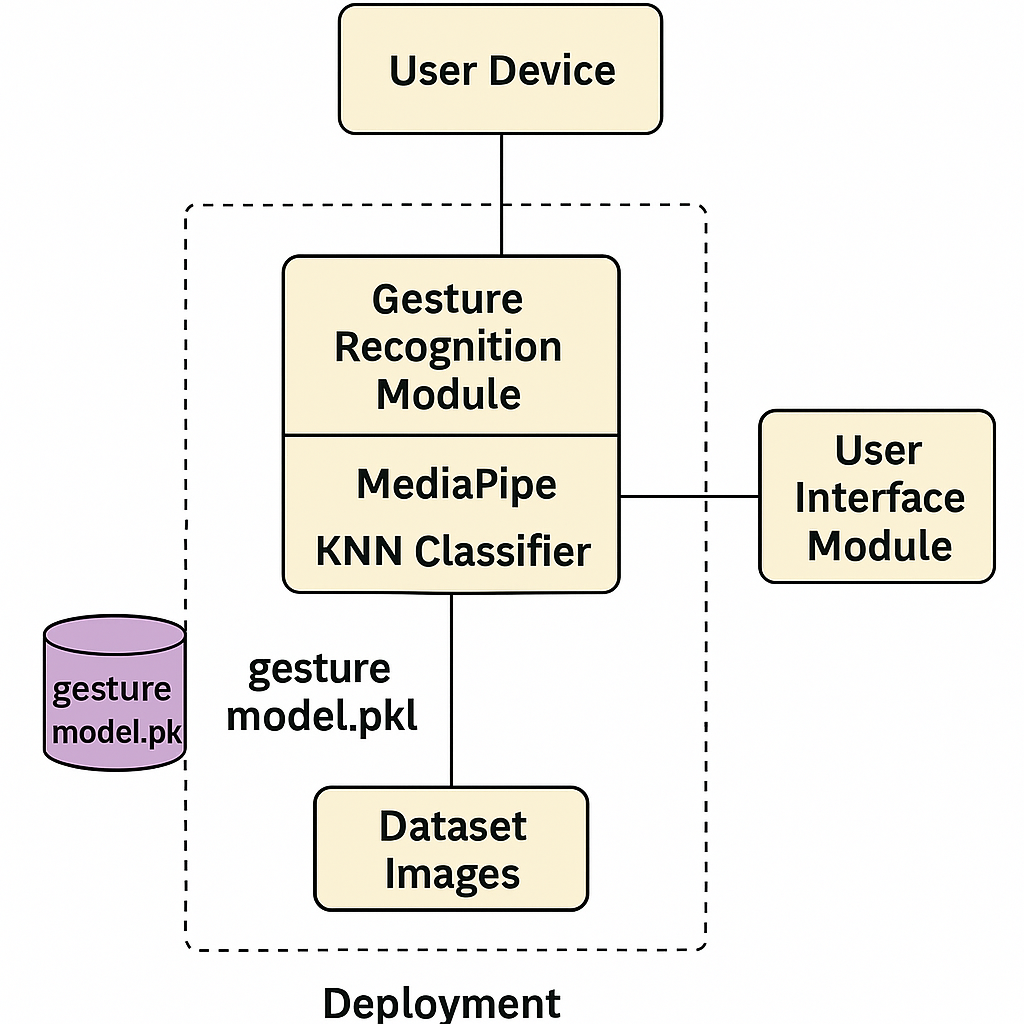 User Device
Gesture
Recognition
Module
MediaPipe
KNN Classifier
User
Interface
Module
gesture
model.pk
gesture
model.pkl
Dataset
Images
Deployment